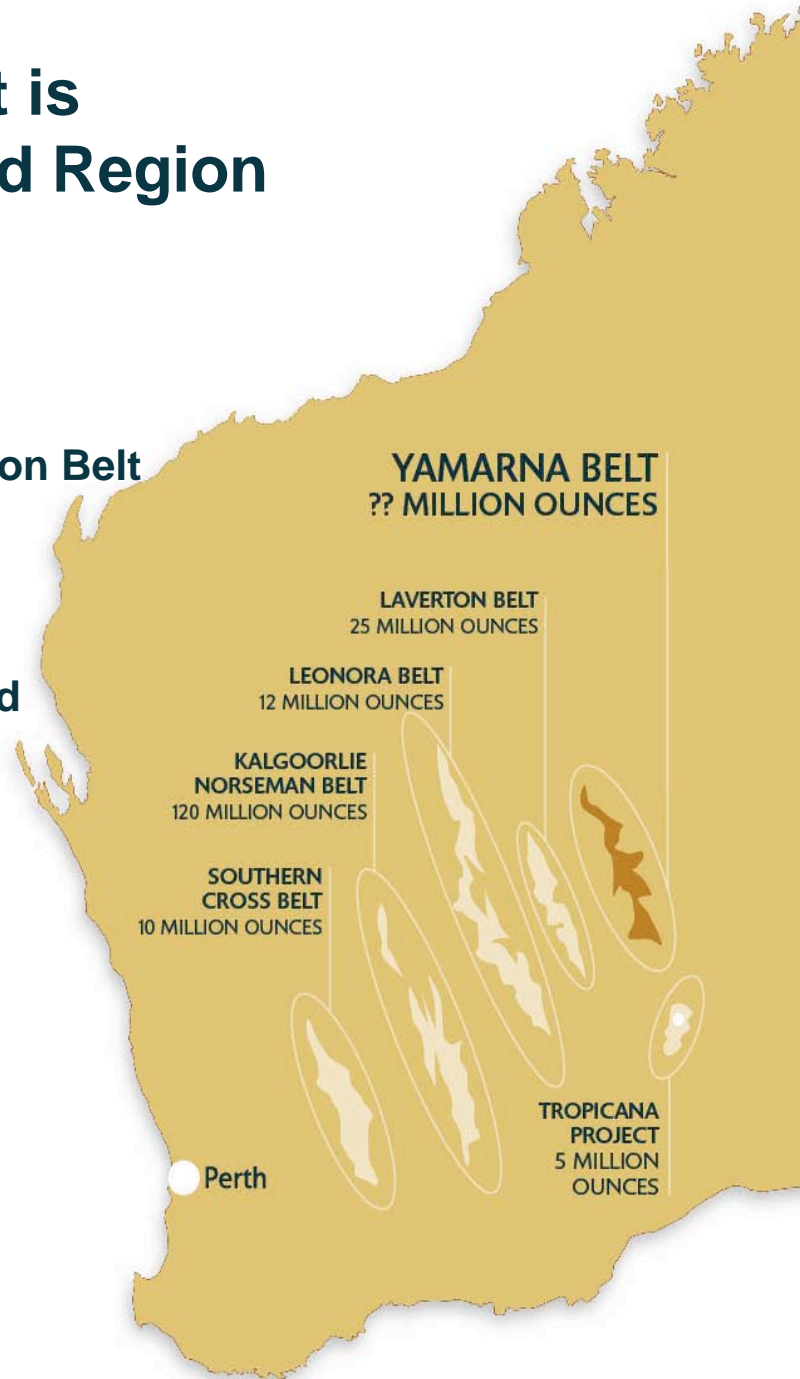 t is
d Region
on Belt
YAMARNA BELT
?? MILLION OUNCES
LAVERTON BELT
25 MILLION OUNCES
LEONORA BELT
12 MILLION OUNCES
d
KALGOORLIE
NORSEMAN BELT
120 MILLION OUNCES
SOUTHERN
CROSS BELT
10 MILLION OUNCES
TROPICANA
PROJECT
5 MILLION
OUNCES
Perth